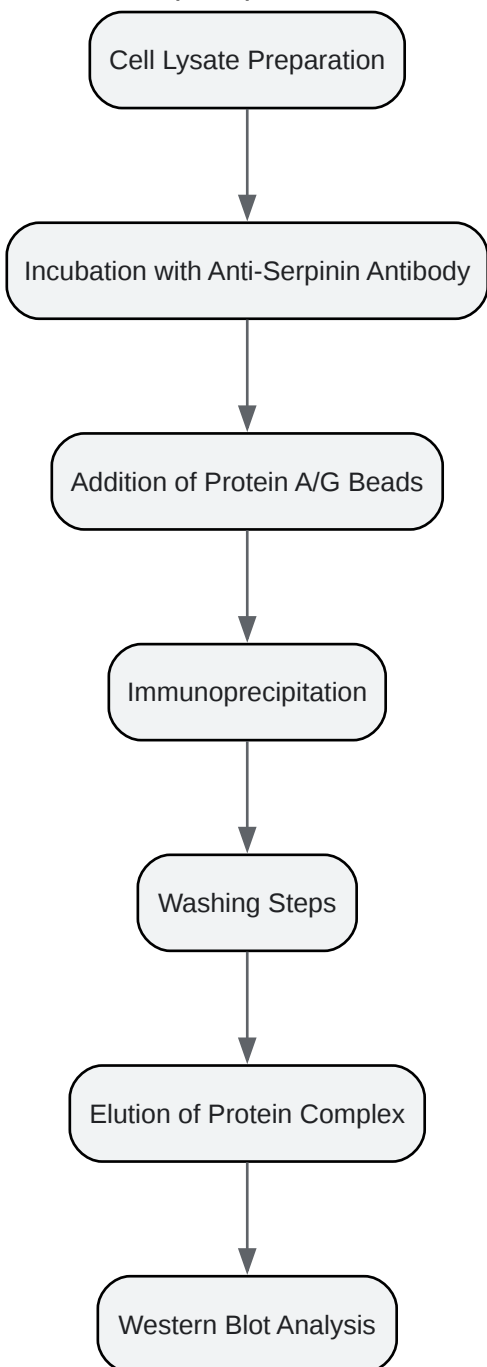 Cell Lysate Preparation
Incubation with Anti-Serpinin Antibody
Addition of Protein A/G Beads
Immunoprecipitation
Washing Steps
Elution of Protein Complex
Western Blot Analysis